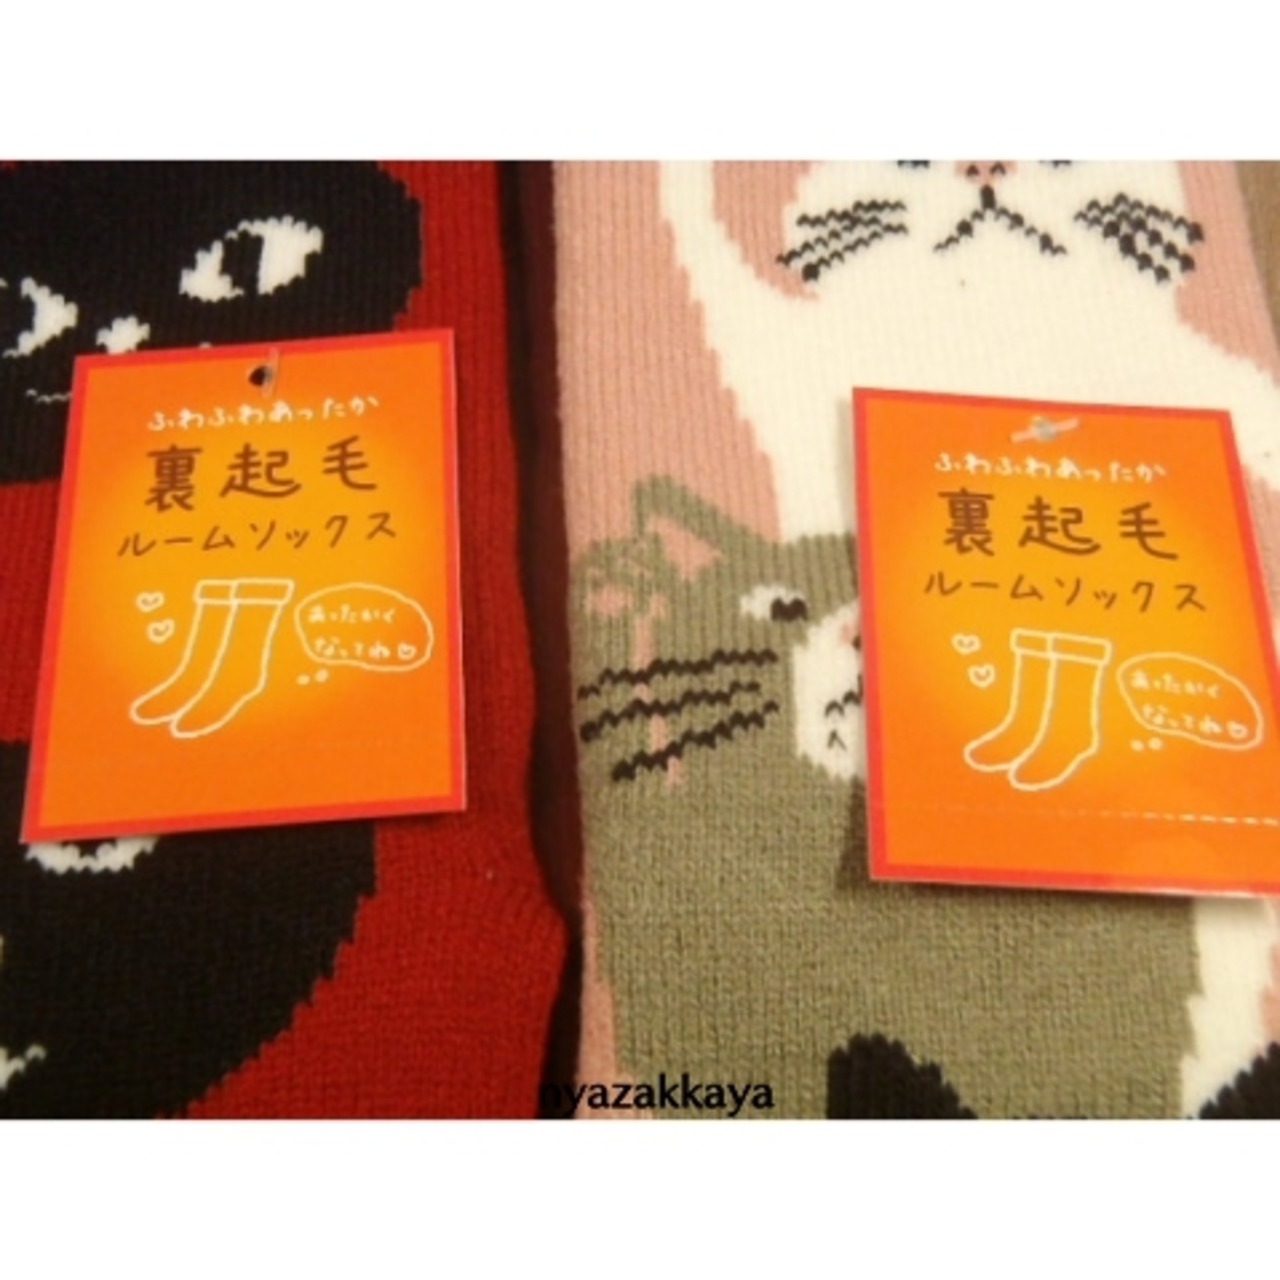 ふわふわあったか
裏起毛
ルームソックス
あったかく
なってね
ふわふわあったか
裏起毛
ルームソックス
あったかく
なってね
nyazakkaya